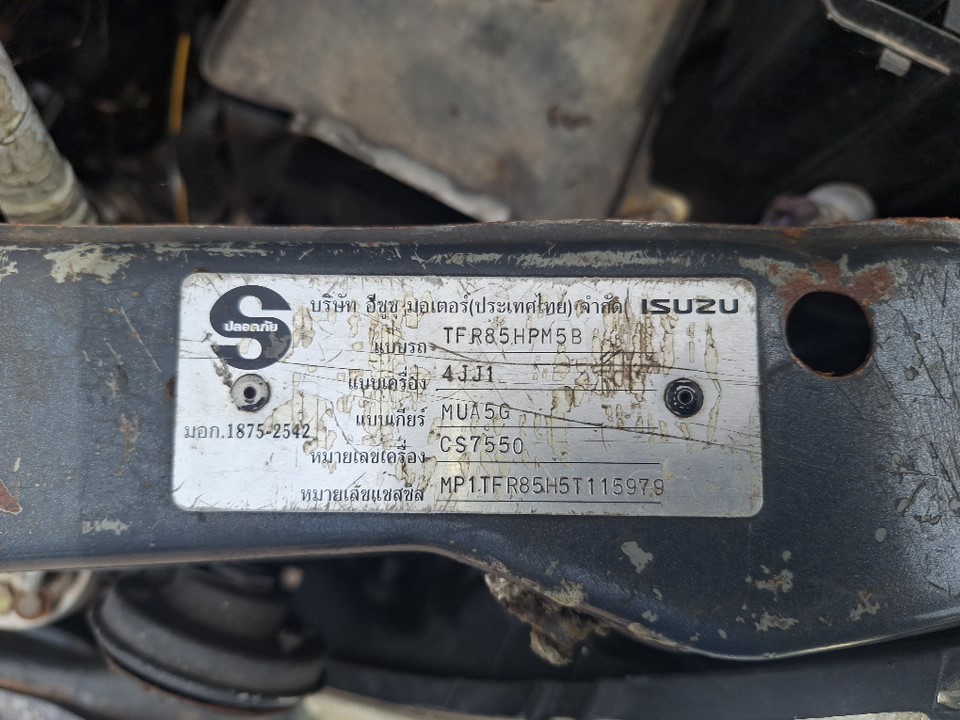 S
ปลอดภัย
บริษัท อีซูซุ มอเตอร์(ประเทศไทย) จำกัด ISUZU
แบบรถ TFR85HPM5B
แบบเครื่อง 4JJ1
แบบเกียร์ MUA5G
มอก.1875-2542
หมายเลขเครื่อง CS7550
หมายเลขแชสซีส์ MP1TFR85H5T115979